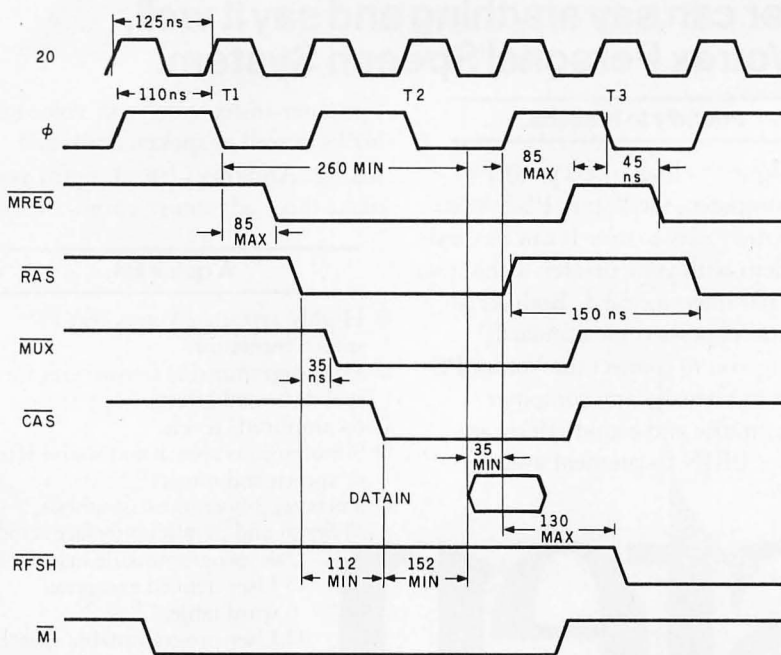 125ns
20
110ns T1 T2 T3
φ
260 MIN 85 MAX 45 ns
MREQ
85 MAX
RAS
150 ns
MUX
35 ns
CAS
35 MIN
DATAIN
130 MAX
RFSH
112 MIN 152 MIN
MI